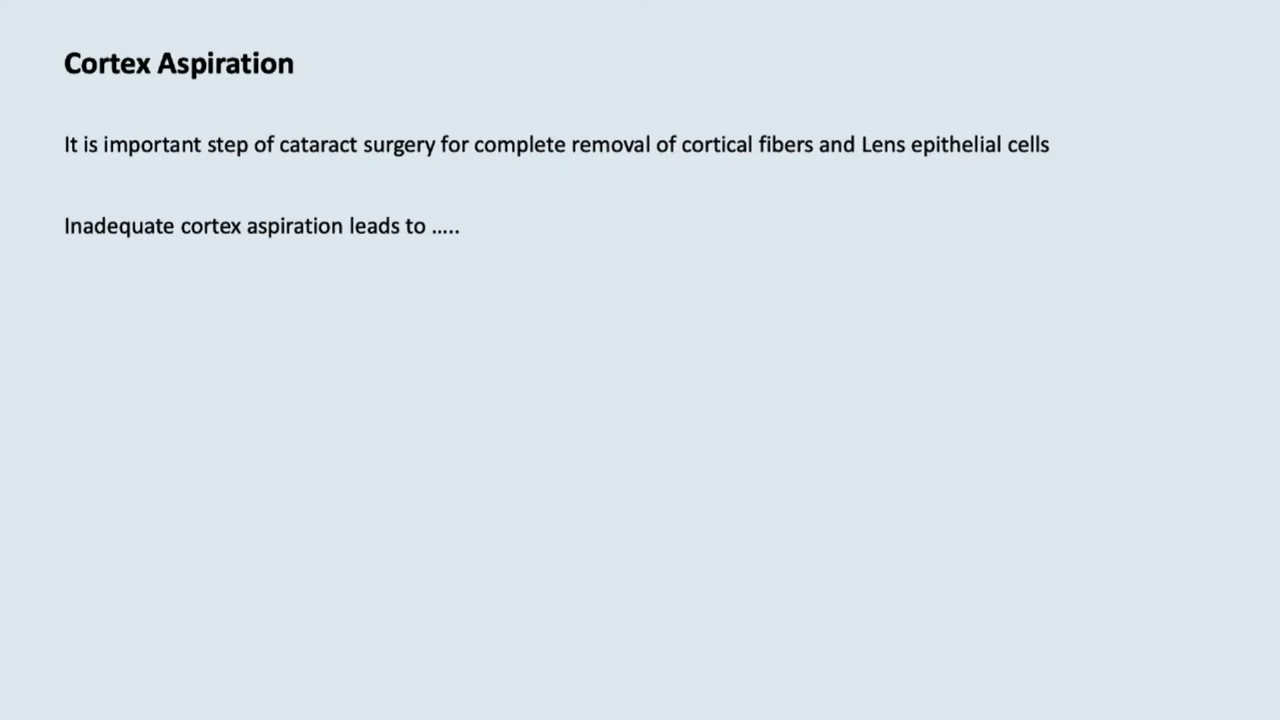 Cortex Aspiration
It is important step of cataract surgery for complete removal of cortical fibers and Lens epithelial cells
Inadequate cortex aspiration leads to …..